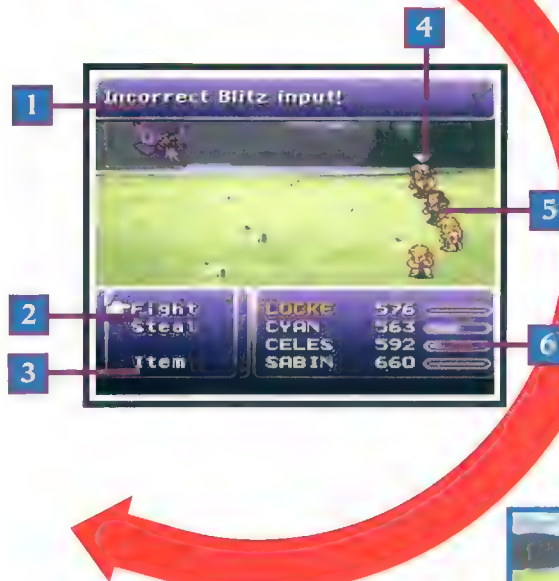 4
1
Incorrect Blitz input!
5
2
Fight
LOCKE 576
Steal
CYAN 563
CELES 592
6
3
Item
SABIN 660